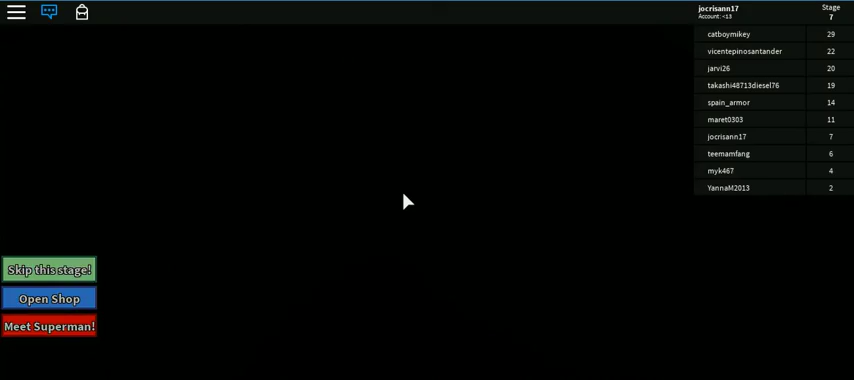 jocrisann17
Account: <13
Stage
7
catboymikey 29
vicentepinosantander 22
jarvi26 20
takashi48713diesel76 19
spain_armor 14
maret0303 11
jocrisann17 7
teemamfang 6
myk467 4
YannaM2013 2
Skip this stage!
Open Shop
Meet Superman!